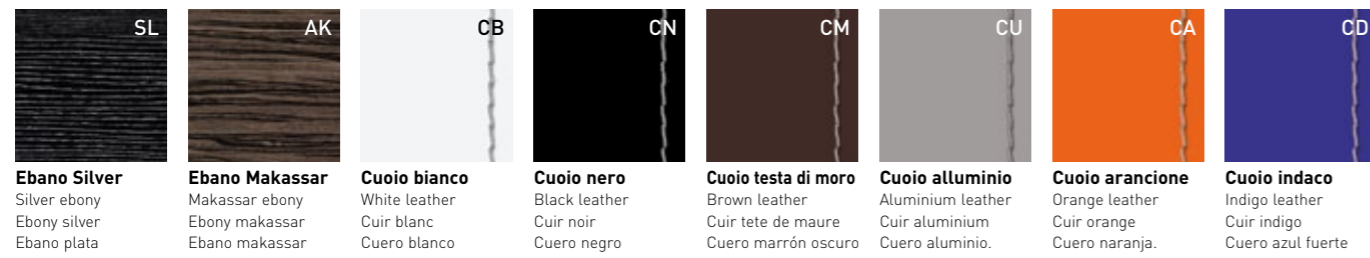 SL
Ebano Silver
Silver ebony
Ebony silver
Ebano plata
AK
Ebano Makassar
Makassar ebony
Ebony makassar
Ebano makassar
CB
Cuoio bianco
White leather
Cuir blanc
Cuero blanco
CN
Cuoio nero
Black leather
Cuir noir
Cuero negro
CM
Cuoio testa di moro
Brown leather
Cuir tete de maure
Cuero marrón oscuro
CU
Cuoio alluminio
Aluminium leather
Cuir aluminium
Cuero aluminio.
CA
Cuoio arancione
Orange leather
Cuir orange
Cuero naranja.
CD
Cuoio indaco
Indigo leather
Cuir indigo
Cuero azul fuerte